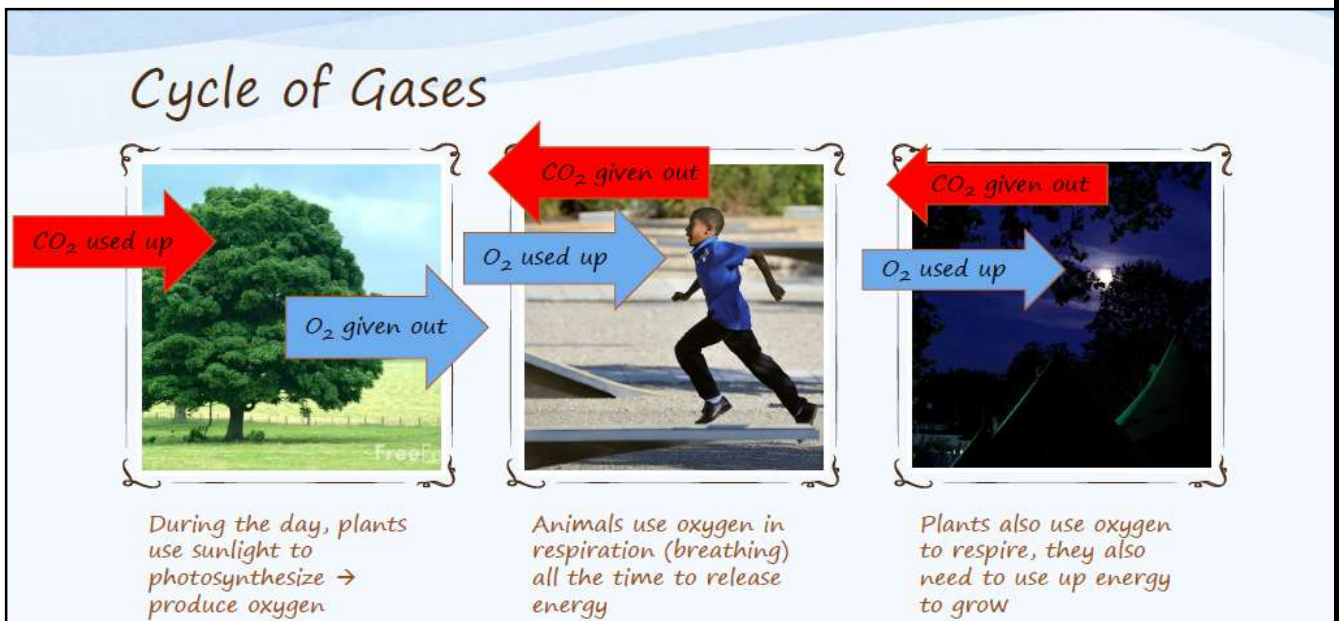 Cycle of Gases
CO₂ used up
O₂ given out
CO₂ given out
O₂ used up
CO₂ given out
O₂ used up
During the day, plants
use sunlight to
photosynthesize →
produce oxygen
Animals use oxygen in
respiration (breathing)
all the time to release
energy
Plants also use oxygen
to respire, they also
need to use up energy
to grow